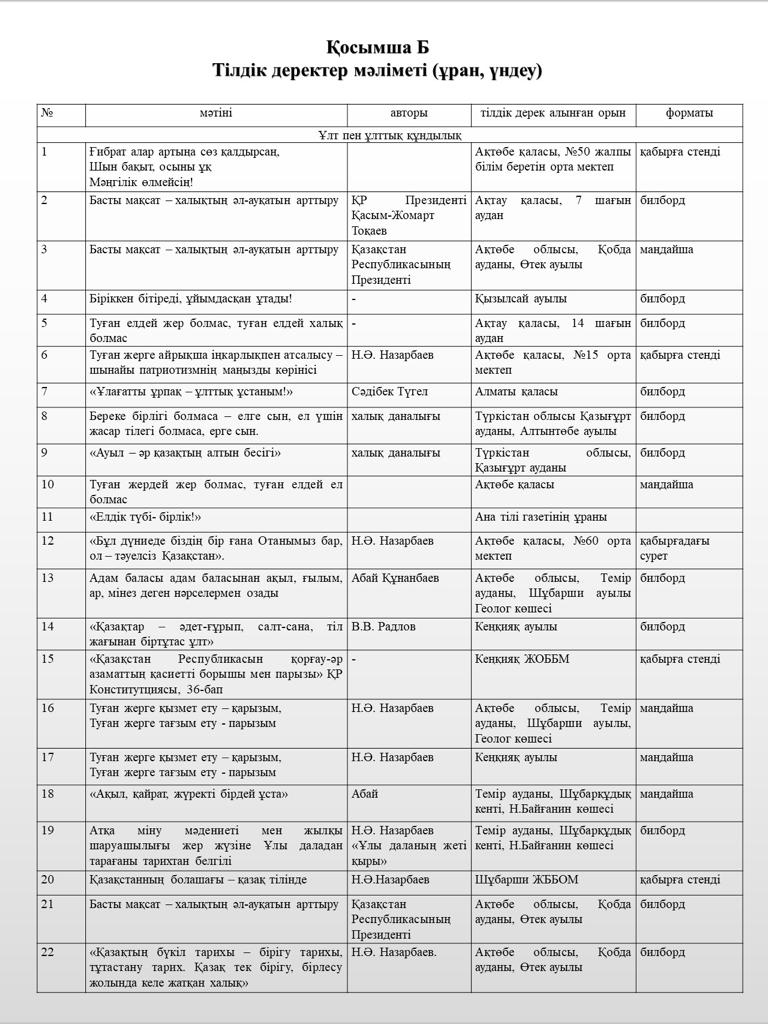 Қосымша Б
Тілдік деректер мәліметі (ұран, үндеу)
№ мәтіні авторы тілдік дерек алынған орын форматы
Ұлт пен ұлттық құндылық
1 Ғибрат алар артыңа сөз қалдырсаң, Ақтөбе қаласы, №50 жалпы қабырға стенді
Шын бақыт, осыны ұқ білім беретін орта мектеп
Мәңгілік өлмейсің!
2 Басты мақсат – халықтың әл-ауқатын арттыру ҚР Президенті Ақтау қаласы, 7 шағын билборд
Қасым-Жомарт аудан
Тоқаев
3 Басты мақсат – халықтың әл-ауқатын арттыру Қазақстан Ақтөбе облысы, Қобда маңдайша
Республикасының ауданы, Өтек ауылы
Президенті
4 Біріккен бітіреді, ұйымдасқан ұтады! - Қызылсай ауылы билборд
5 Туған елдей жер болмас, туған елдей халық - Ақтау қаласы, 14 шағын билборд
болмас аудан
6 Туған жерге айрықша іңкарлықпен атсалысу – Н.Ә. Назарбаев Ақтөбе қаласы, №15 орта қабырға стенді
шынайы патриотизмнің маңызды көрінісі мектеп
7 «Ұлағатты ұрпақ – ұлттық ұстаным!» Сәдібек Түгел Алматы қаласы билборд
8 Береке бірлігі болмаса – елге сын, ел үшін халық даналығы Түркістан облысы Қазығұрт билборд
жасар тілегі болмаса, ерге сын. ауданы, Алтынтөбе ауылы
9 «Ауыл – әр қазақтың алтын бесігі» халық даналығы Түркістан облысы, билборд
Қазығұрт ауданы
10 Туған жердей жер болмас, туған елдей ел Ақтөбе қаласы маңдайша
болмас
11 «Елдік түбі- бірлік!» Ана тілі газетінің ұраны
12 «Бұл дүниеде біздің бір ғана Отанымыз бар, Н.Ә. Назарбаев Ақтөбе қаласы, №60 орта қабырғадағы
ол – тәуелсіз Қазақстан». мектеп сурет
13 Адам баласы адам баласынан ақыл, ғылым, Абай Құнанбаев Ақтөбе облысы, Темір билборд
ар, мінез деген нәрселермен озады ауданы, Шұбарши ауылы
Геолог көшесі
14 «Қазақтар – әдет-ғұрып, салт-сана, тіл В.В. Радлов Кеңқияқ ауылы билборд
жағынан біртұтас ұлт»
15 «Қазақстан Республикасын қорғау-әр - Кенқияқ ЖОББМ қабырға стенді
азаматтың қасиетті борышы мен парызы» ҚР
Конститутциясы, 36-бап
16 Туған жерге қызмет ету – қарызым, Н.Ә. Назарбаев Ақтөбе облысы, Темір маңдайша
Туған жерге тағзым ету - парызым ауданы, Шұбарши ауылы,
Геолог көшесі
17 Туған жерге қызмет ету – қарызым, Н.Ә. Назарбаев Кеңқияқ ауылы маңдайша
Туған жерге тағзым ету - парызым
18 «Ақыл, қайрат, жүректі бірдей ұста» Абай Темір ауданы, Шұбарқұдық маңдайша
кенті, Н.Байғанин көшесі
19 Атқа міну мәдениеті мен жылқы Н.Ә. Назарбаев Темір ауданы, Шұбарқұдық билборд
шаруашылығы жер жүзіне Ұлы даладан «Ұлы даланың жеті кенті, Н.Байғанин көшесі
тарағаны тарихтан белгілі қыры»
20 Қазақстанның болашағы – қазақ тілінде Н.Ә.Назарбаев Шұбарши ЖББОМ қабырға стенді
21 Басты мақсат – халықтың әл-ауқатын арттыру Қазақстан Ақтөбе облысы, Қобда билборд
Республикасының ауданы, Өтек ауылы
Президенті
22 «Қазақтың бүкіл тарихы – бірігу тарихы, Н.Ә. Назарбаев. Ақтөбе облысы, Қобда билборд
тұтастану тарих. Қазақ тек бірігу, бірлесу ауданы, Өтек ауылы
жолында келе жатқан халық»